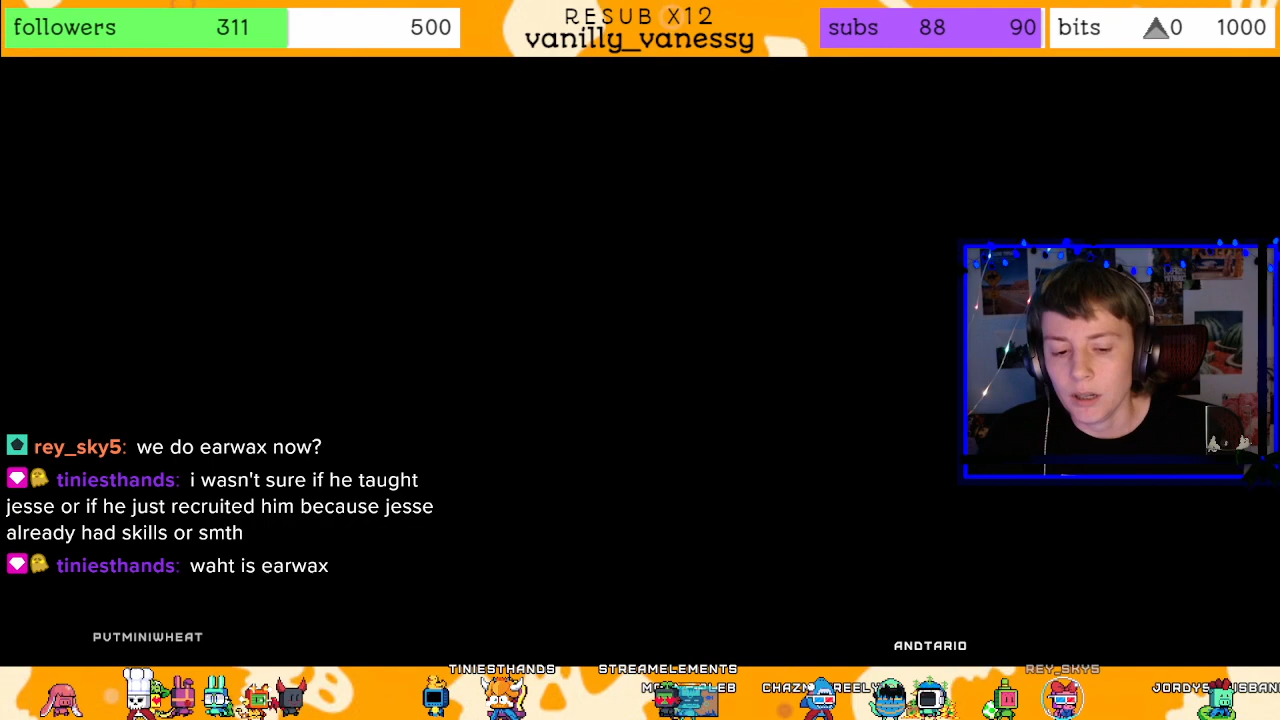 followers 311 500
RESUB X12
vanilly_vanessy
subs 88 90
bits 0 1000
rey_sky5: we do earwax now?
tiniesthands: i wasn't sure if he taught
jesse or if he just recruited him because jesse
already had skills or smth
tiniesthands: waht is earwax
PUTMINIWHEAT
ANDTARIO
TINIESTHANDS
STREAMELEMENTS
REY_SKY5